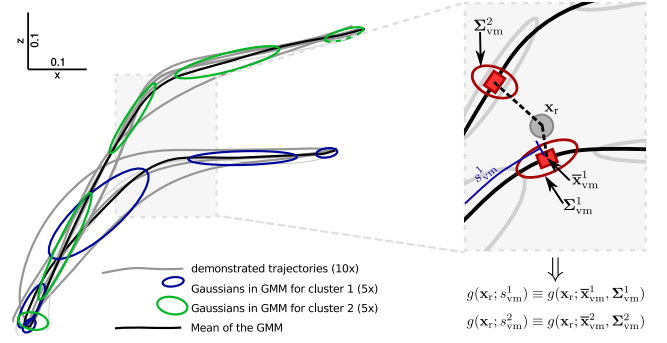 z
0.1
0.1
x
Σ²vm
xr
s¹vm
x̅¹vm
Σ¹vm
demonstrated trajectories (10x)
Gaussians in GMM for cluster 1 (5x)
Gaussians in GMM for cluster 2 (5x)
Mean of the GMM
⇓
g(xr; s¹vm) ≡ g(xr; x̅¹vm, Σ¹vm)
g(xr; s²vm) ≡ g(xr; x̅²vm, Σ²vm)